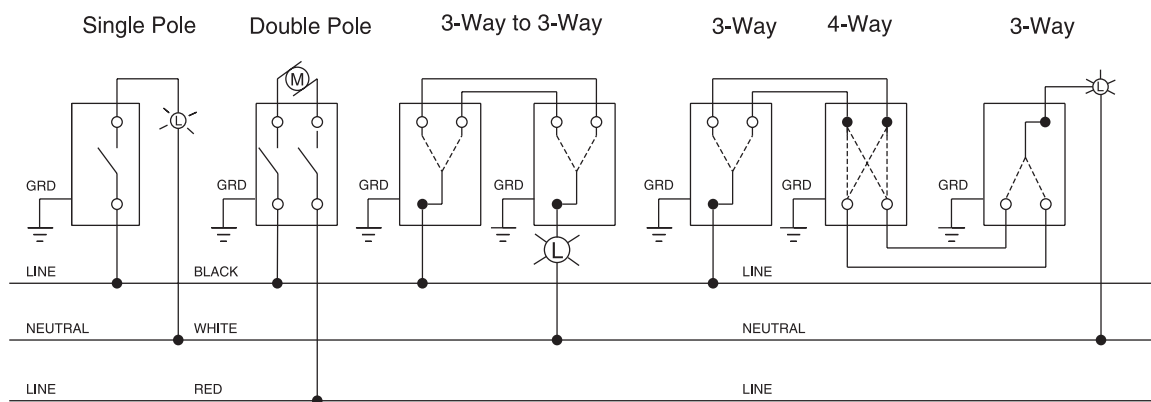 Single Pole
Double Pole
3-Way to 3-Way
3-Way
4-Way
3-Way
M
L
L
GRD
GRD
GRD
GRD
GRD
GRD
GRD
L
LINE
BLACK
LINE
NEUTRAL
WHITE
NEUTRAL
LINE
RED
LINE